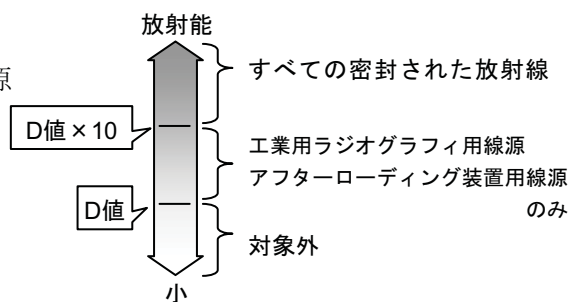 放射能
源
すべての密封された放射線
D値×10
工業用ラジオグラフィ用線源
アフターローディング装置用線源
のみ
D値
対象外
小